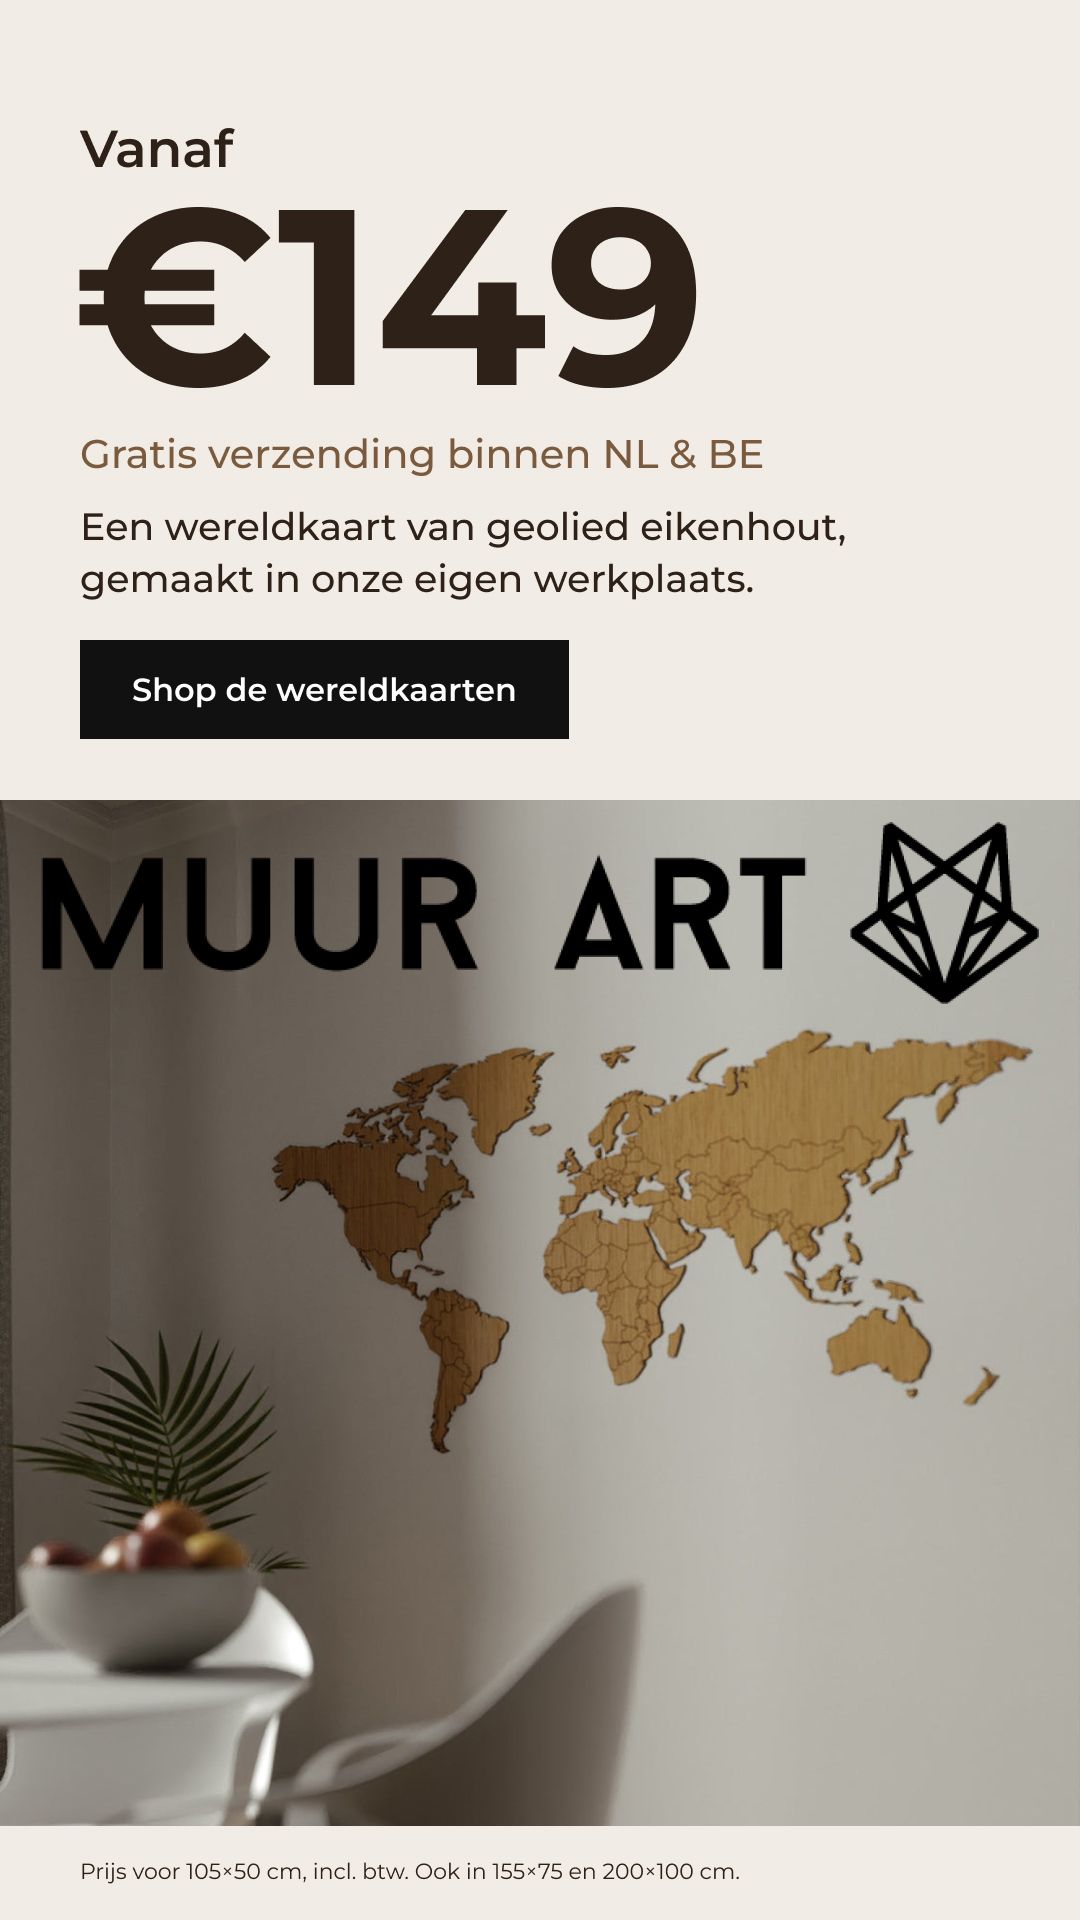 Vanaf
€149
Gratis verzending binnen NL & BE
Een wereldkaart van geolied eikenhout,
gemaakt in onze eigen werkplaats.
Shop de wereldkaarten
MUUR ART
Prijs voor 105×50 cm, incl. btw. Ook in 155×75 en 200×100 cm.